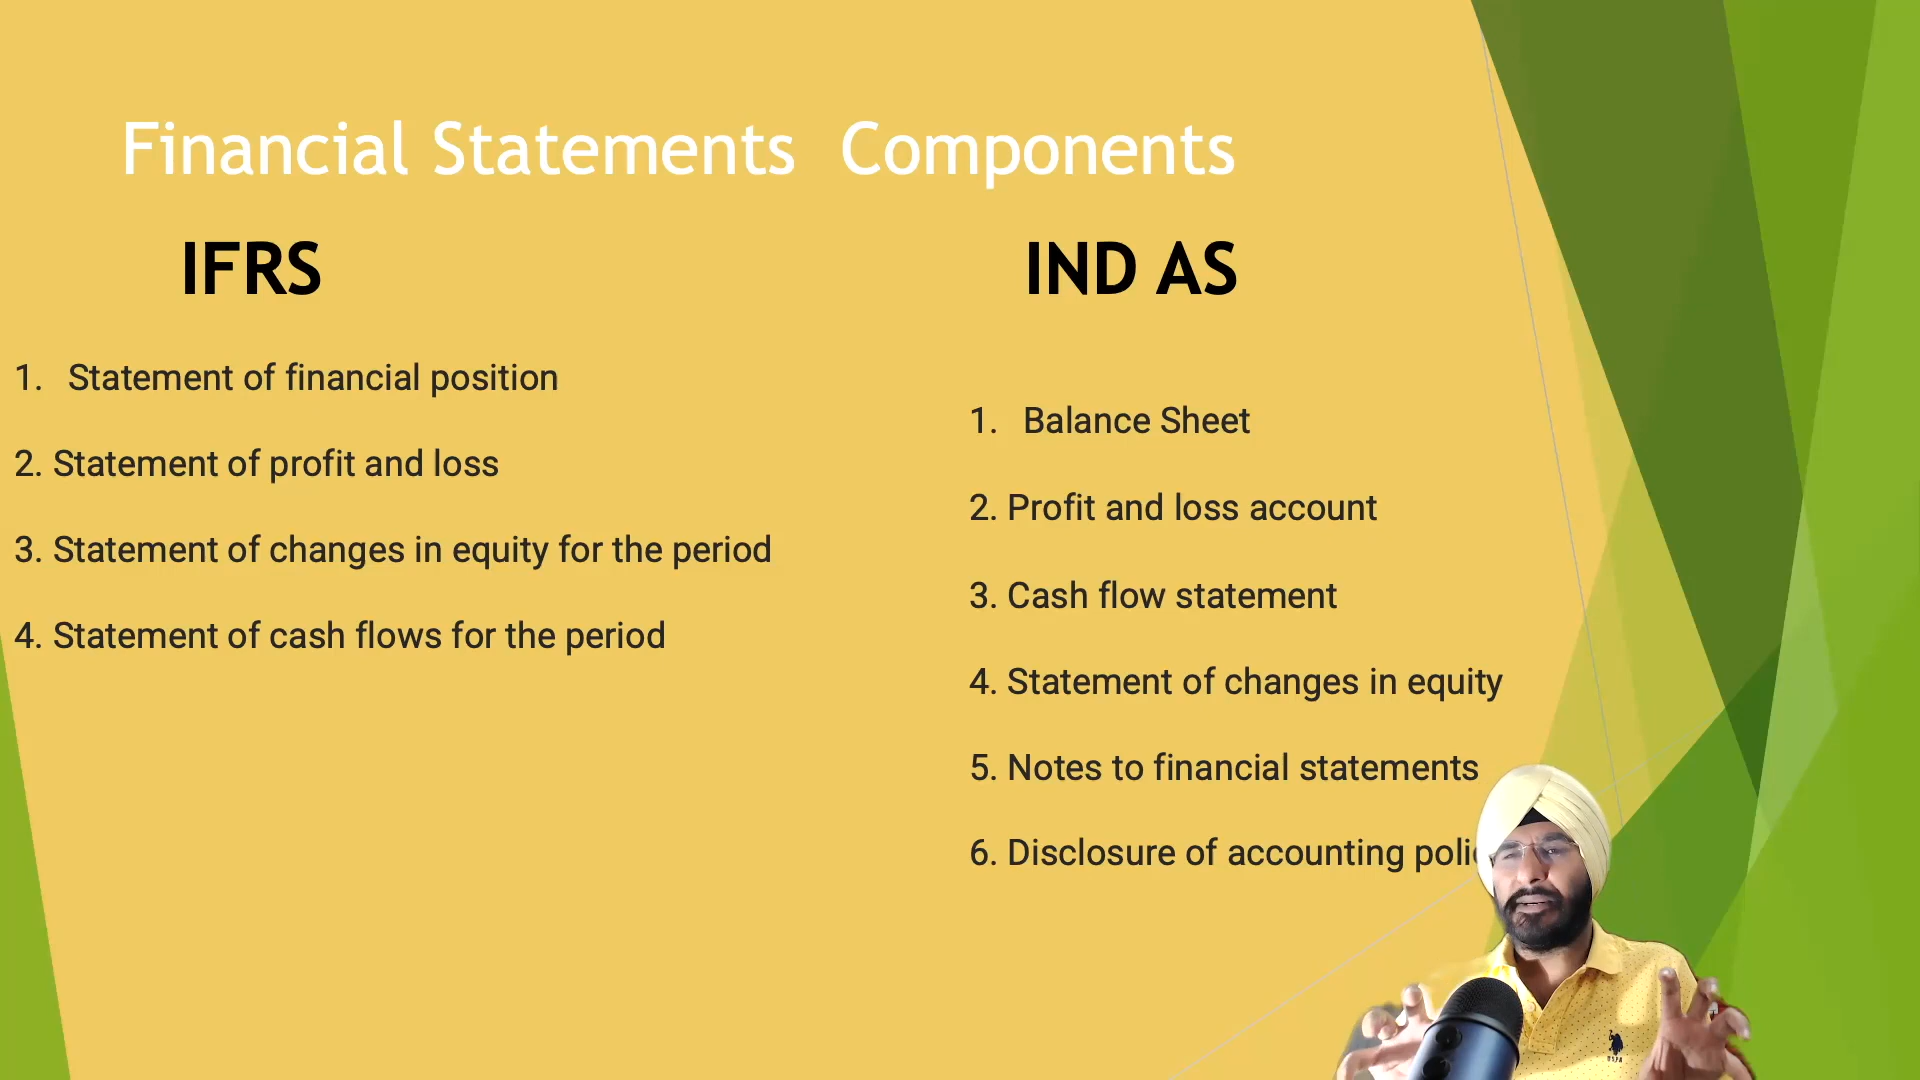 Financial Statements Components
IFRS
1. Statement of financial position
2. Statement of profit and loss
3. Statement of changes in equity for the period
4. Statement of cash flows for the period
IND AS
1. Balance Sheet
2. Profit and loss account
3. Cash flow statement
4. Statement of changes in equity
5. Notes to financial statements
6. Disclosure of accounting